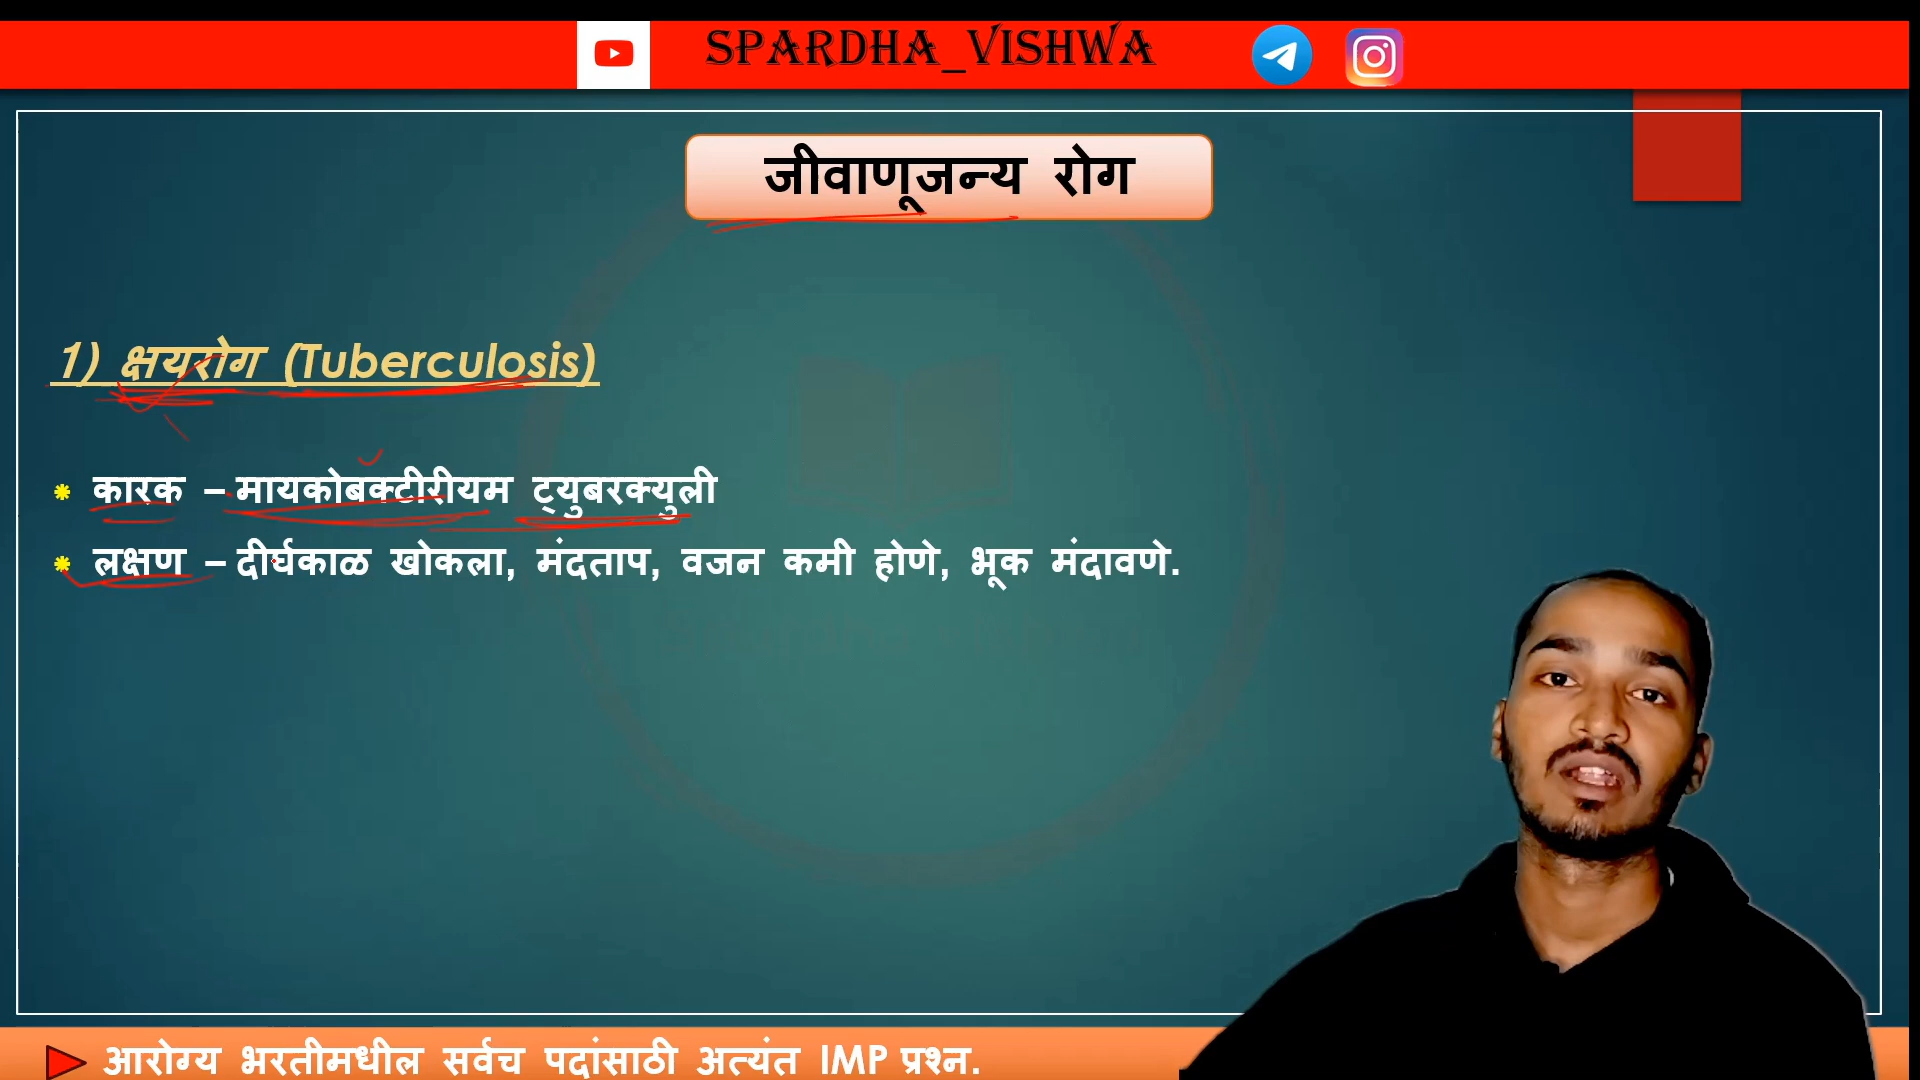 SPARDHA_VISHWA
जीवाणूजन्य रोग
1) क्षयरोग (Tuberculosis)
कारक – मायकोबक्टीरीयम ट्युबरक्युली
लक्षण – दीर्घकाळ खोकला, मंदताप, वजन कमी होणे, भूक मंदावणे.
आरोग्य भरतीमधील सर्वच पदांसाठी अत्यंत IMP प्रश्न.